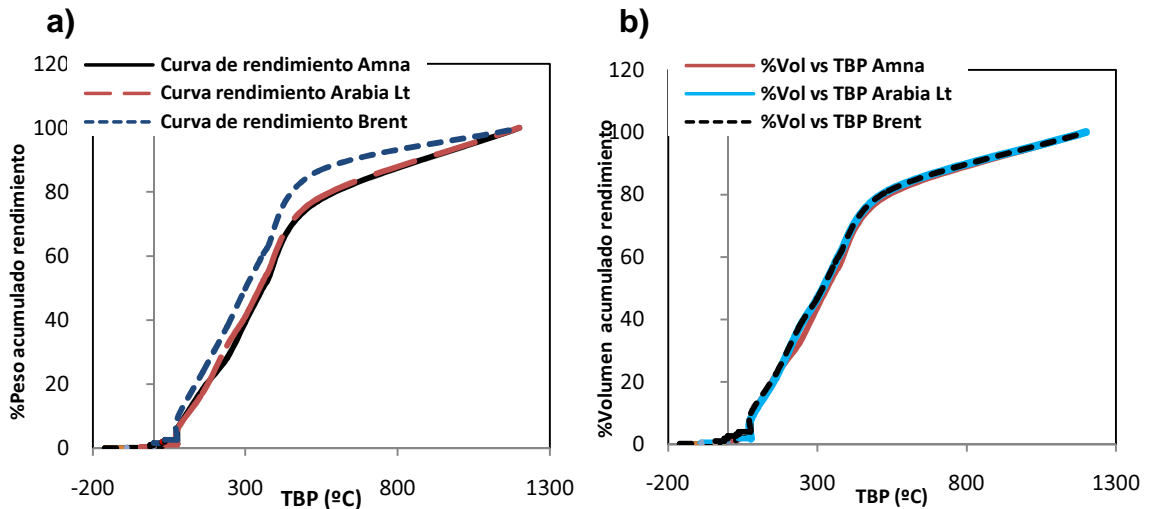 a)
120
100
80
60
40
20
0
-200
300
800
1300
%Peso acumulado rendimiento
TBP (ºC)
Curva de rendimiento Amna
Curva rendimiento Arabia Lt
Curva de rendimiento Brent
b)
120
100
80
60
40
20
0
-200
300
800
1300
%Volumen acumulado rendimiento
TBP (ºC)
%Vol vs TBP Amna
%Vol vs TBP Arabia Lt
%Vol vs TBP Brent